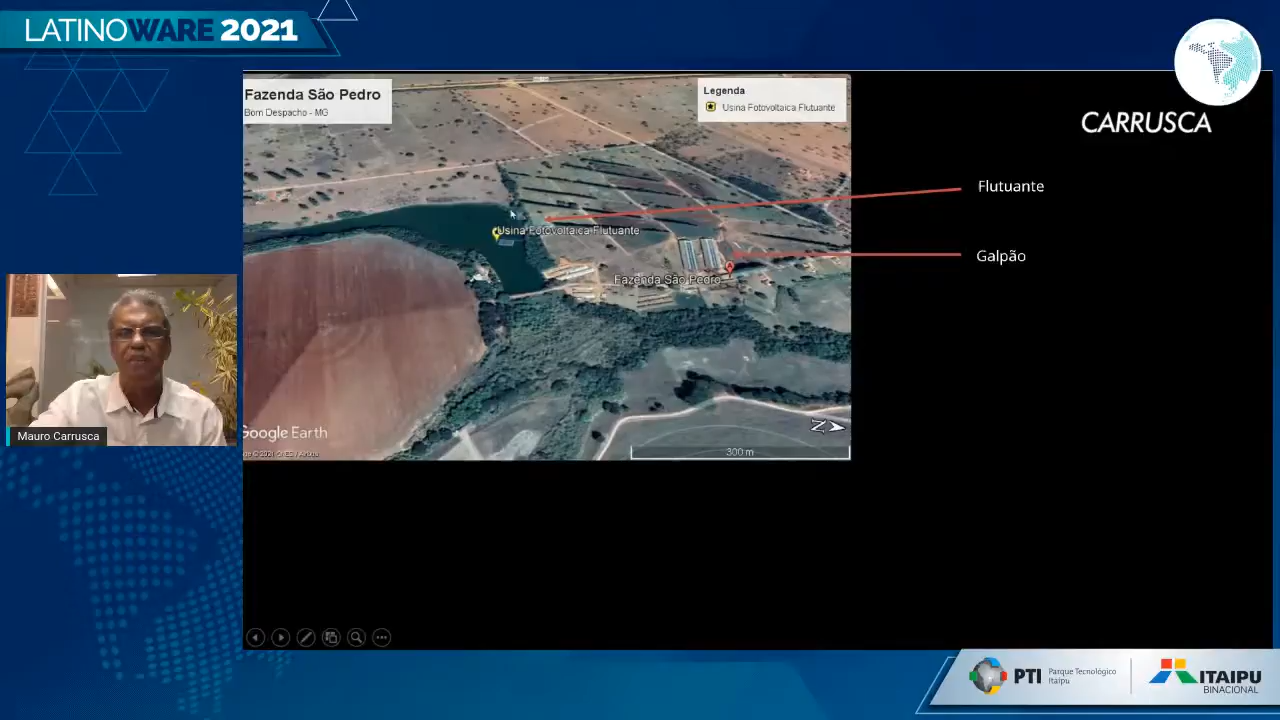 LATINOWARE 2021
CARRUSCA
Fazenda São Pedro
Bom Despacho - MG
Legenda
Usina Fotovoltaica Flutuante
Flutuante
Usina Fotovoltaica Flutuante
Galpão
Fazenda São Pedro
Google Earth
N
300 m
Mauro Carrusca
PTI
Parque Tecnológico
Itaipu
ITAIPU
BINACIONAL